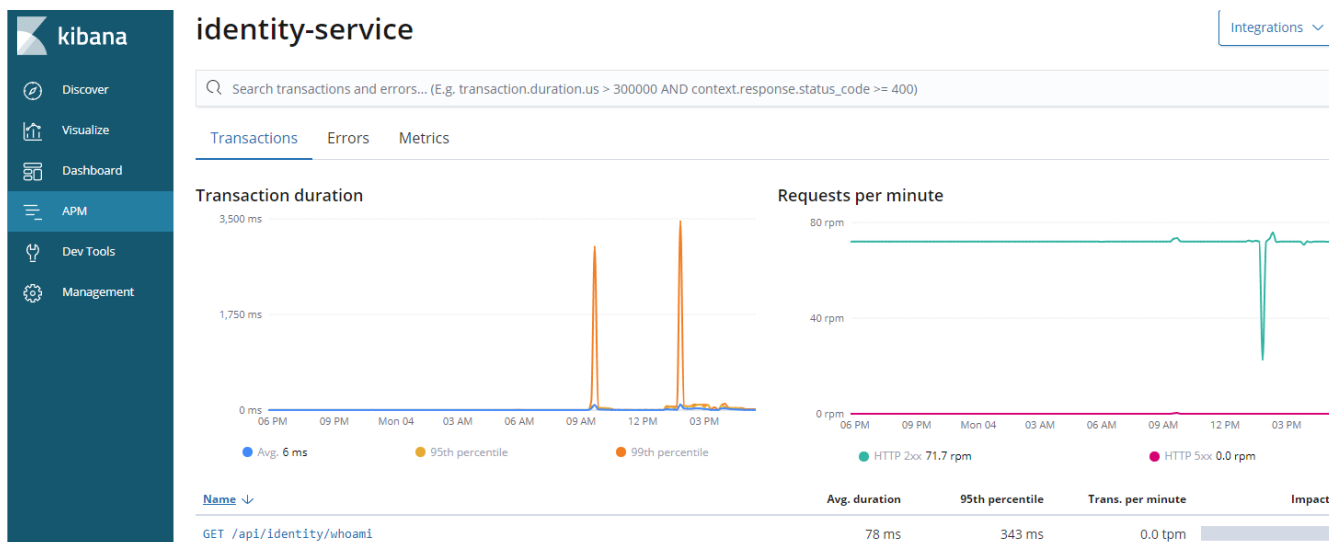 kibana
Discover
Visualize
Dashboard
APM
Dev Tools
Management
identity-service
Integrations
Search transactions and errors... (E.g. transaction.duration.us > 300000 AND context.response.status_code >= 400)
Transactions Errors Metrics
Transaction duration
3,500 ms
1,750 ms
0 ms
06 PM 09 PM Mon 04 03 AM 06 AM 09 AM 12 PM 03 PM
Avg. 6 ms 95th percentile 99th percentile
Requests per minute
80 rpm
40 rpm
0 rpm
06 PM 09 PM Mon 04 03 AM 06 AM 09 AM 12 PM 03 PM
HTTP 2xx 71.7 rpm HTTP 5xx 0.0 rpm
Name Avg. duration 95th percentile Trans. per minute Impact
GET /api/identity/whoami 78 ms 343 ms 0.0 tpm